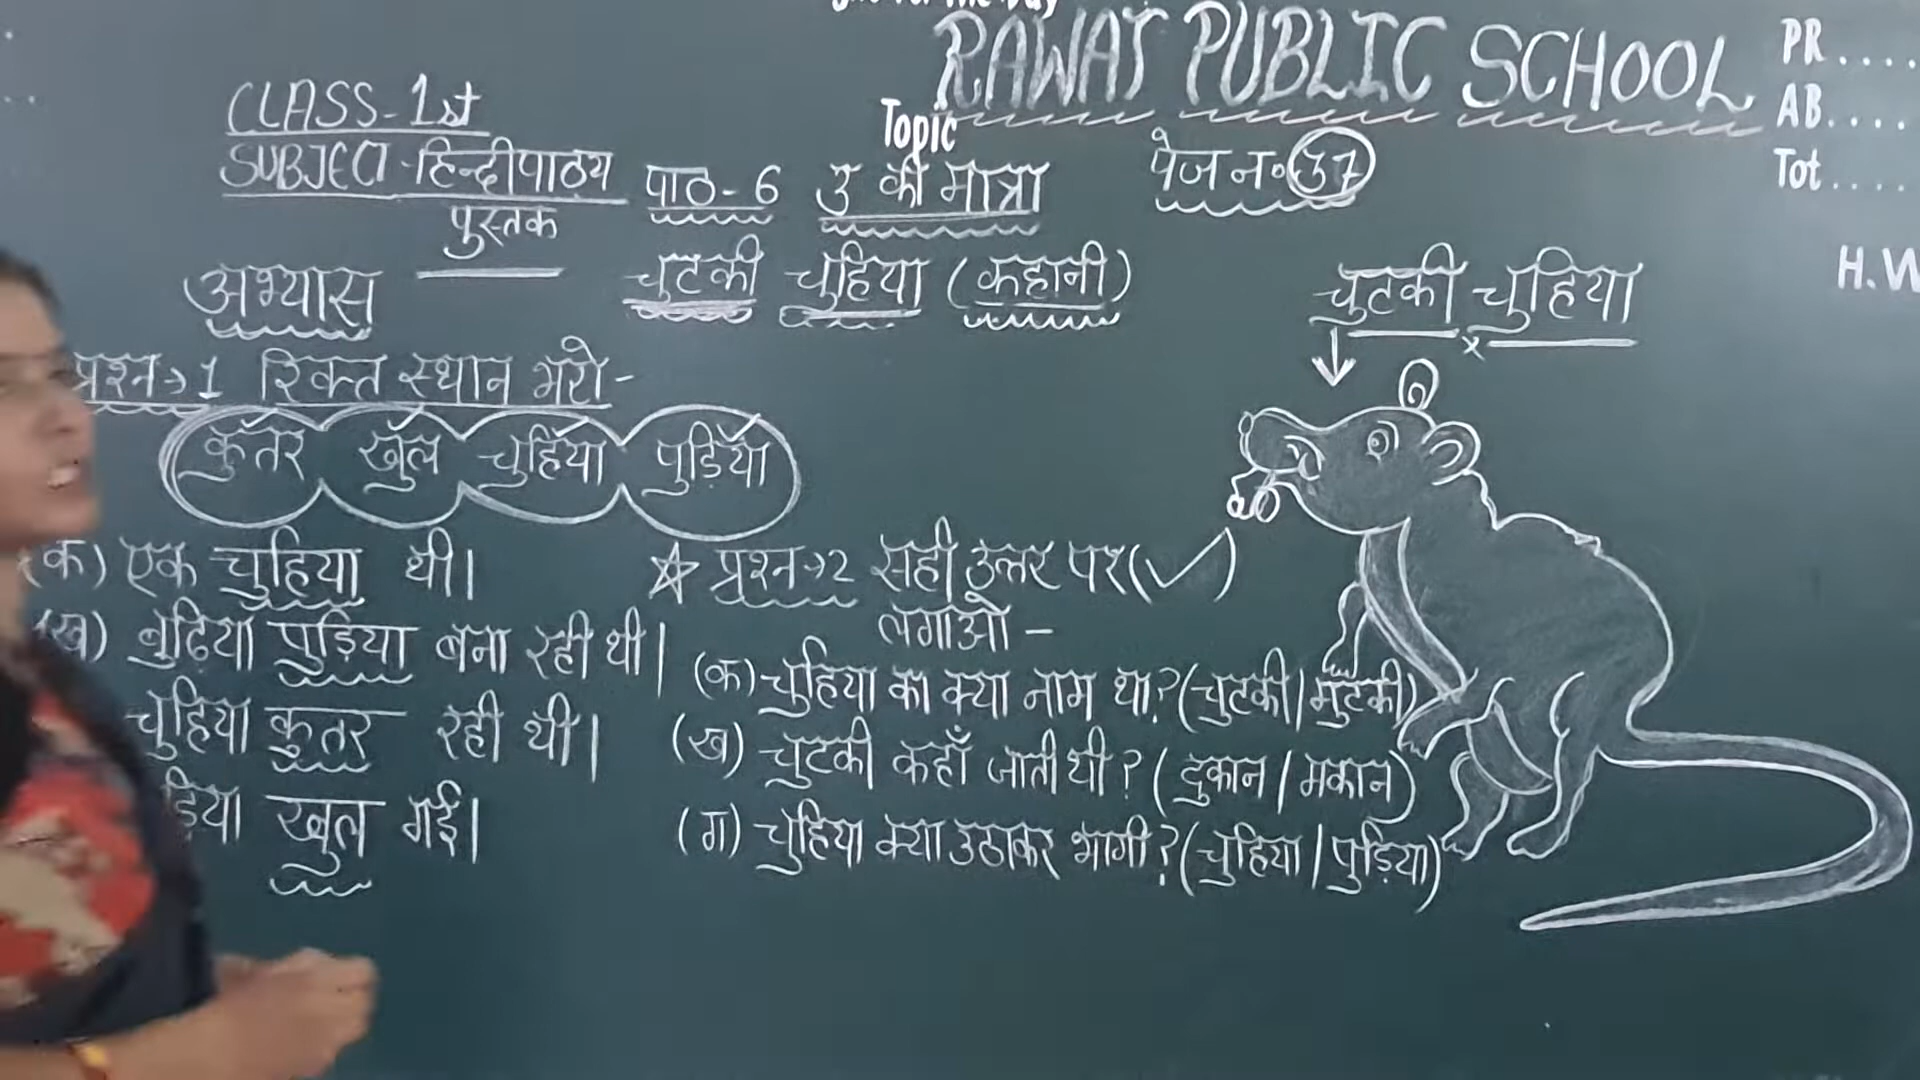 RAWAT PUBLIC SCHOOL
PR....
AB....
Tot....
CLASS-1st
Topic
SUBJECT-हिन्दीपाठय
पुस्तक
पाठ-6 उ की मात्रा
पेज न० 37
H.W
अभ्यास
चुटकी चुहिया (कहानी)
चुटकी चुहिया
प्रश्न→1 रिक्त स्थान भरो-
कुतर खुल चुहिया पुड़िया
(क) एक चुहिया थी।
(ख) बुढ़िया पुड़िया बना रही थी।
चुहिया कुतर रही थी।
खुल गई।
प्रश्न→2 सही उत्तर पर (✓)
लगाओ -
(क) चुहिया का क्या नाम था? (चुटकी/मुटकी)
(ख) चुटकी कहाँ जाती थी? (दुकान/मकान)
(ग) चुहिया क्या उठाकर भागी? (चुहिया/पुड़िया)